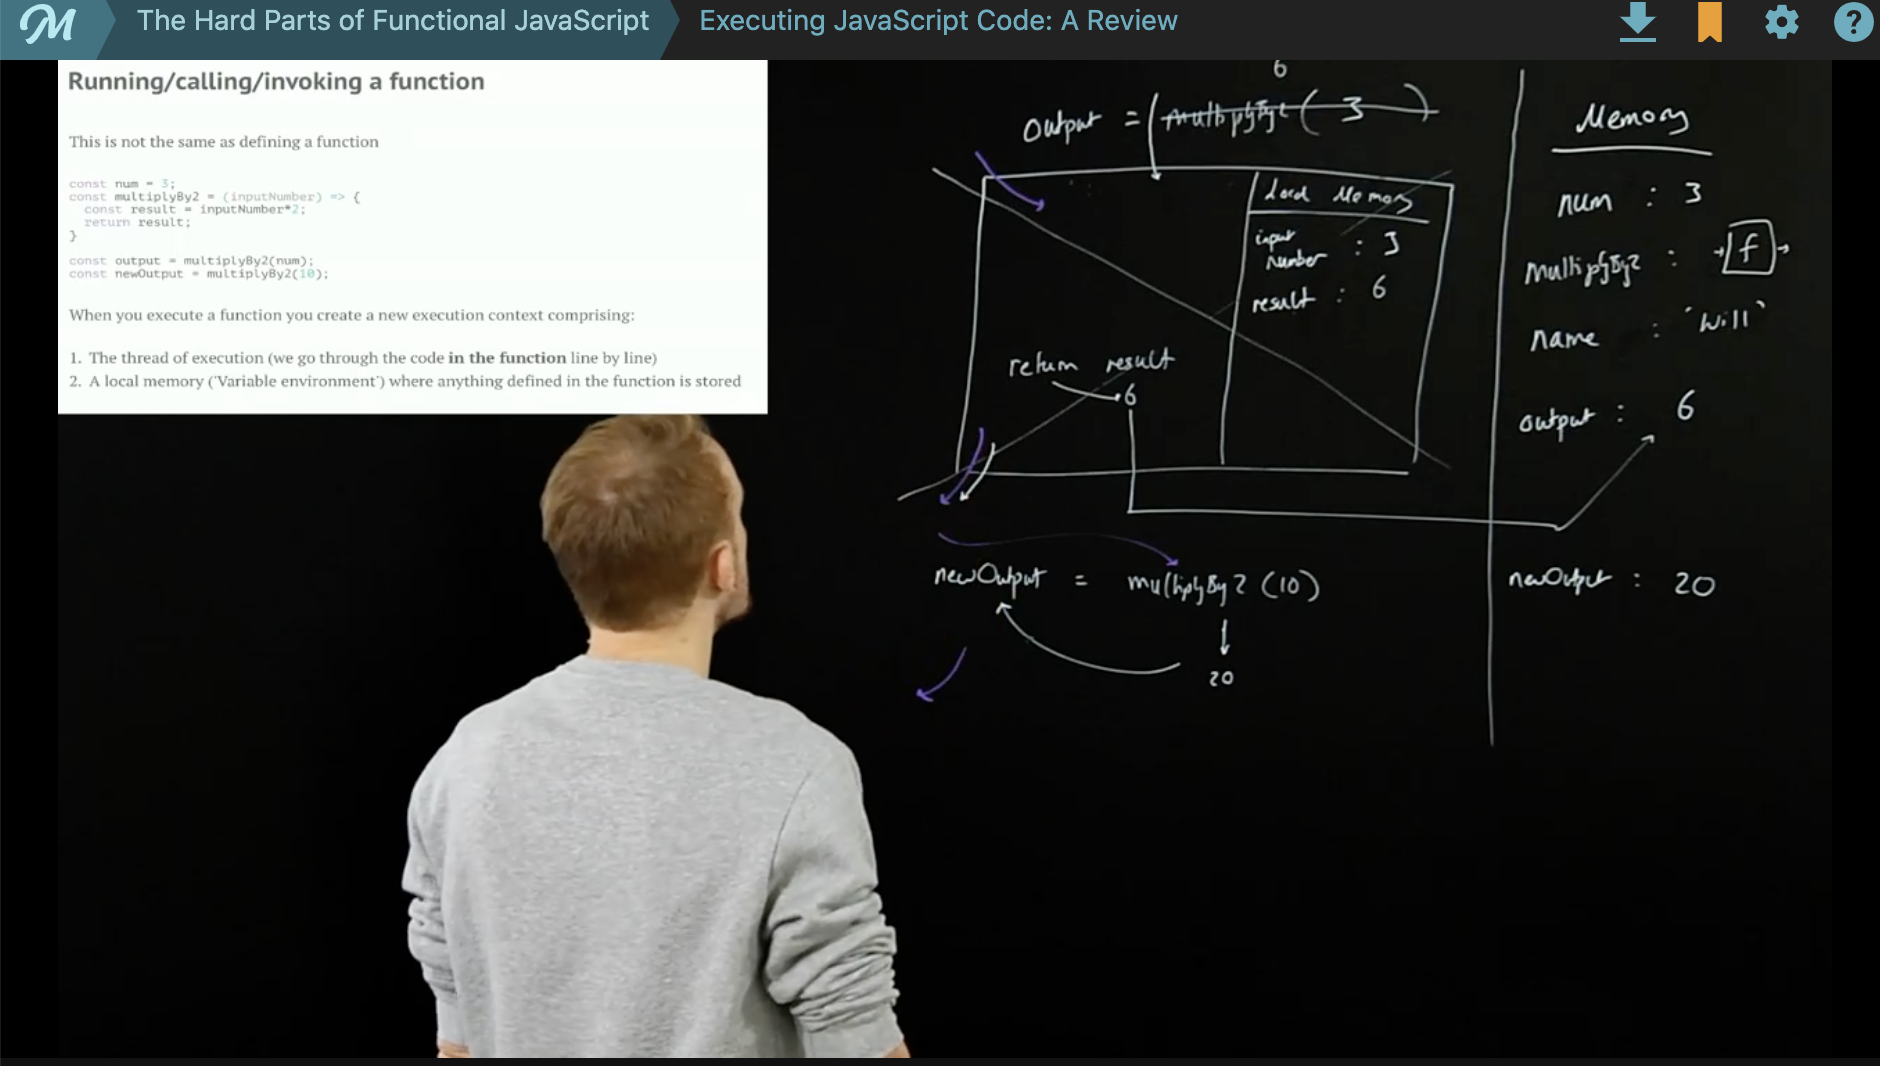 M
The Hard Parts of Functional JavaScript
Executing JavaScript Code: A Review
?
Running/calling/invoking a function
This is not the same as defining a function
const num = 3;
const multiplyBy2 = (inputNumber) => {
const result = inputNumber*2;
return result;
}
const output = multiplyBy2(num);
const newOutput = multiplyBy2(10);
When you execute a function you create a new execution context comprising:
1. The thread of execution (we go through the code in the function line by line)
2. A local memory ('Variable environment') where anything defined in the function is stored
6
output = multiplyBy2 ( 3 )
Local Memory
input number : 3
result : 6
return result
6
newOutput = multiplyBy2 (10)
20
Memory
num : 3
multiplyBy2 : f
name : 'Will'
output : 6
newOutput : 20